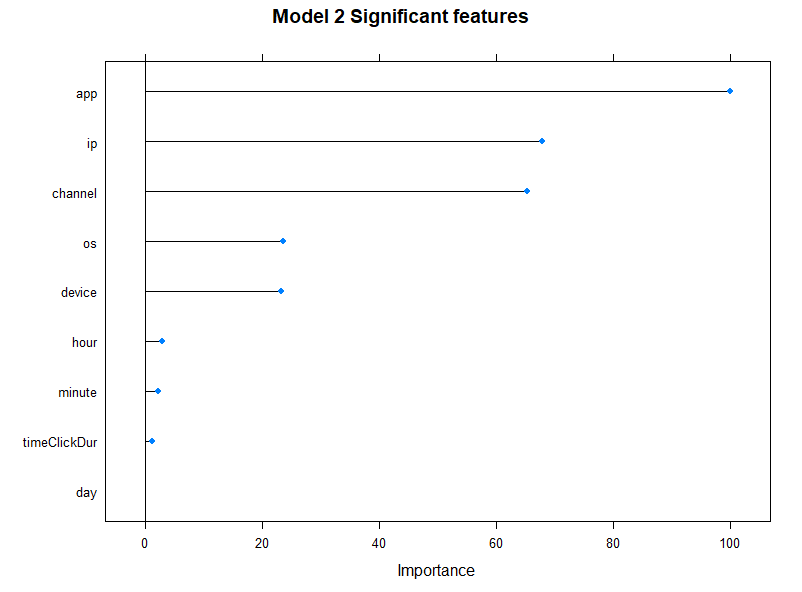 Model 2 Significant features
app
ip
channel
os
device
hour
minute
timeClickDur
day
0 20 40 60 80 100
Importance